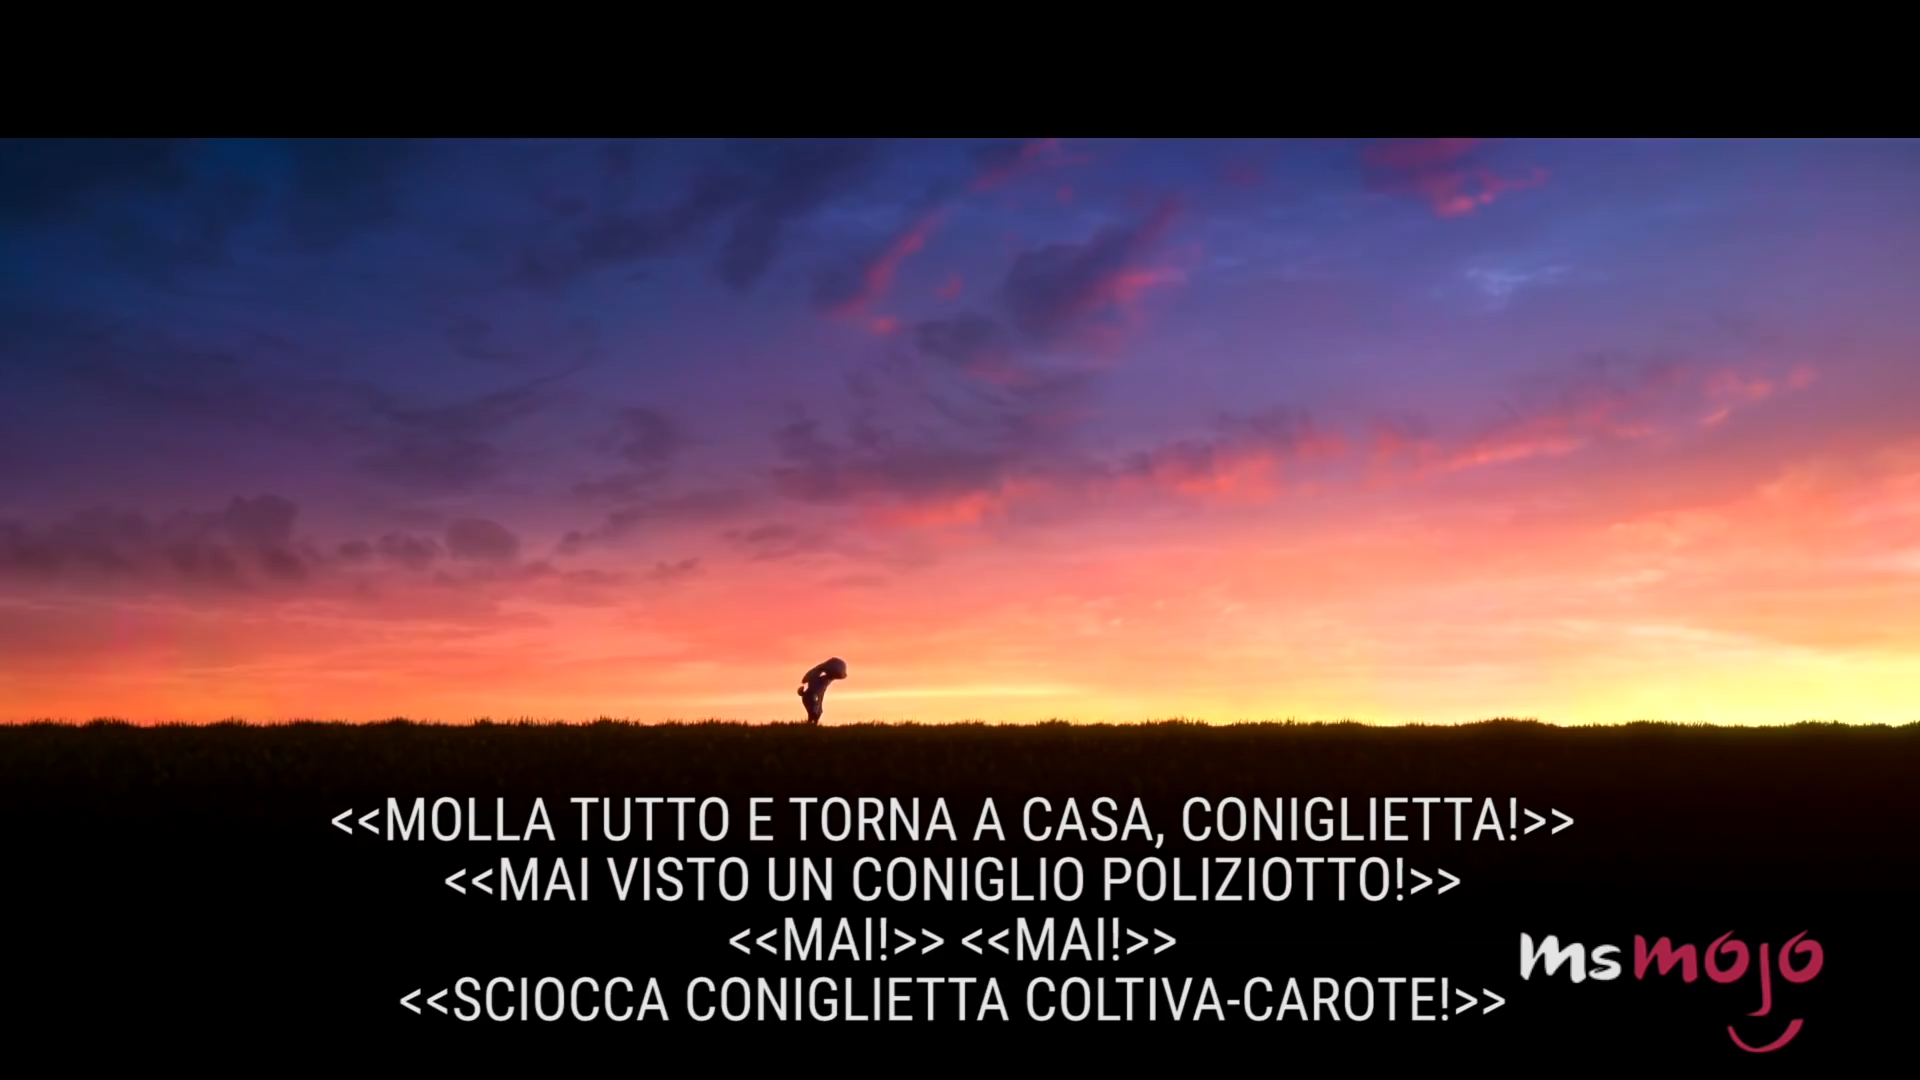 <<MOLLA TUTTO E TORNA A CASA, CONIGLIETTA!>>
<<MAI VISTO UN CONIGLIO POLIZIOTTO!>>
<<MAI!>> <<MAI!>>
<<SCIOCCA CONIGLIETTA COLTIVA-CAROTE!>>
msmojo